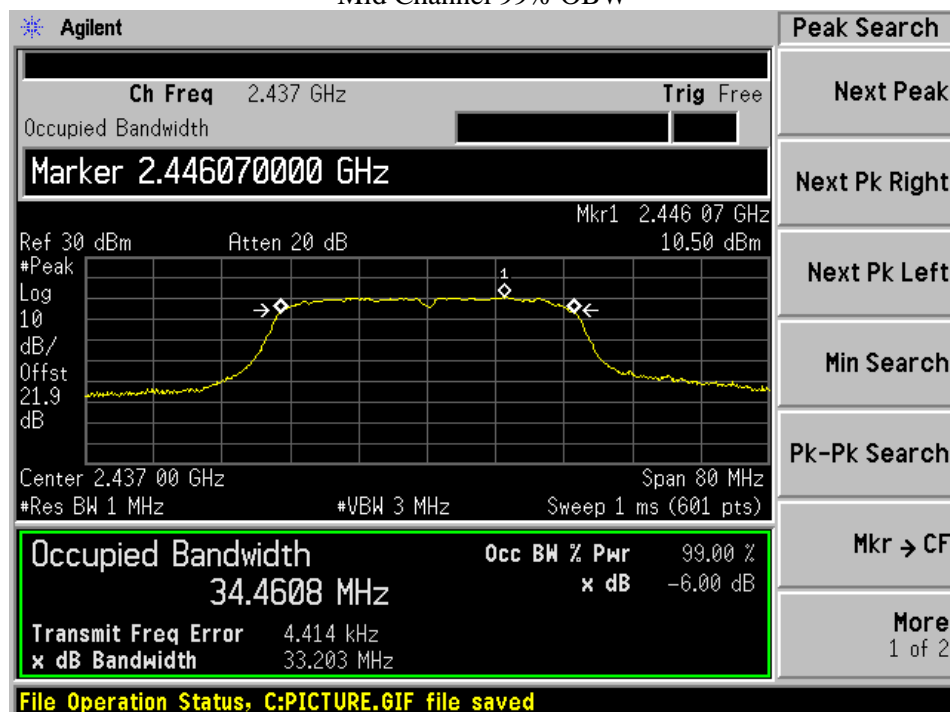 Mid Channel 99% OBW
Agilent
Peak Search
Ch Freq 2.437 GHz
Trig Free
Occupied Bandwidth
Marker 2.446070000 GHz
Mkr1 2.446 07 GHz
Ref 30 dBm Atten 20 dB 10.50 dBm
#Peak
Log
10
dB/
Offst
21.9
dB
1
Center 2.437 00 GHz Span 80 MHz
#Res BW 1 MHz #VBW 3 MHz Sweep 1 ms (601 pts)
Occupied Bandwidth
34.4608 MHz
Occ BW % Pwr 99.00 %
x dB -6.00 dB
Transmit Freq Error 4.414 kHz
x dB Bandwidth 33.203 MHz
File Operation Status, C:PICTURE.GIF file saved
Next Peak
Next Pk Right
Next Pk Left
Min Search
Pk-Pk Search
Mkr → CF
More
1 of 2